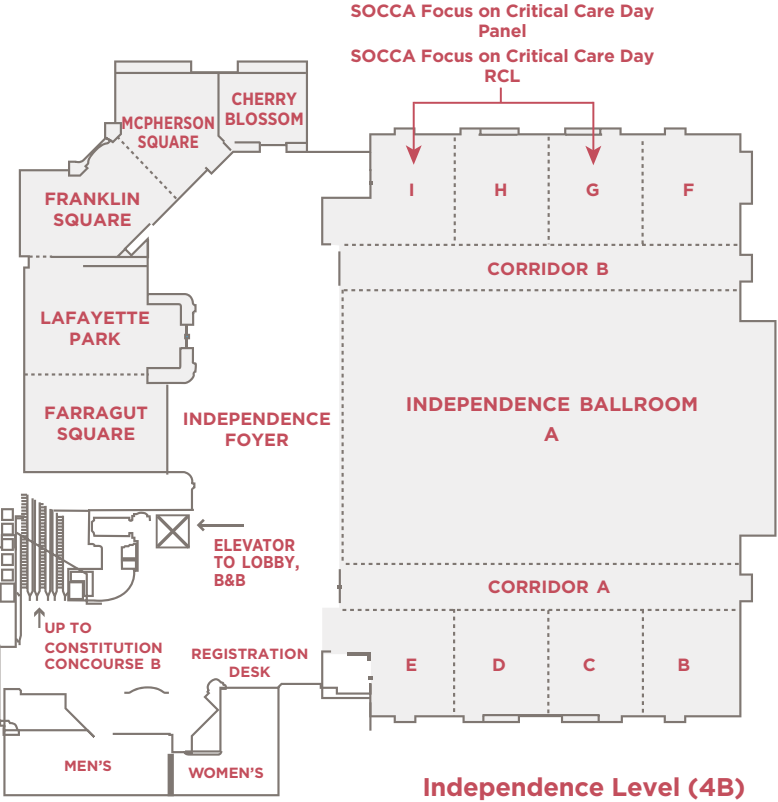 SOCCA Focus on Critical Care Day
Panel
SOCCA Focus on Critical Care Day
RCL
CHERRY
BLOSSOM
MCPHERSON
SQUARE
FRANKLIN
SQUARE
I
H
G
F
CORRIDOR B
LAFAYETTE
PARK
FARRAGUT
SQUARE
INDEPENDENCE
FOYER
INDEPENDENCE BALLROOM
A
ELEVATOR
TO LOBBY,
B&B
CORRIDOR A
UP TO
CONSTITUTION
CONCOURSE B
REGISTRATION
DESK
E
D
C
B
MEN'S
WOMEN'S
Independence Level (4B)